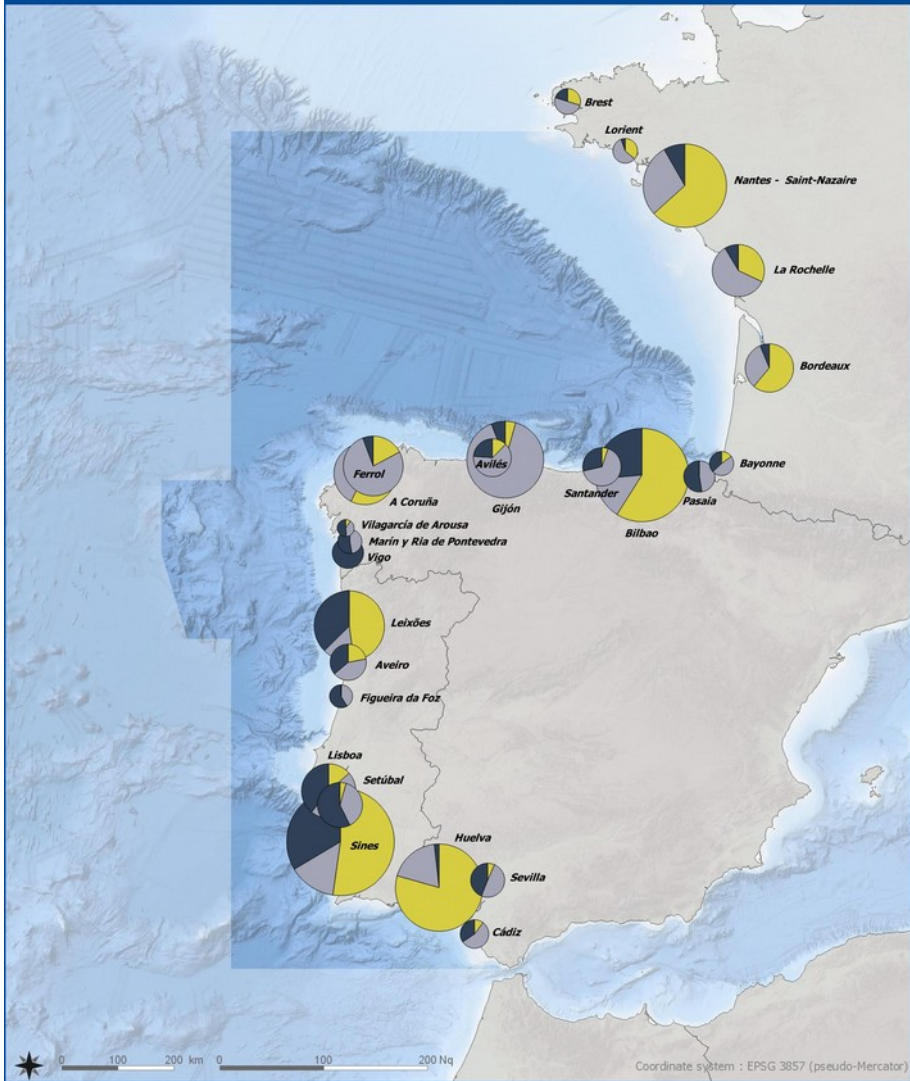 Brest
Lorient
Nantes - Saint-Nazaire
La Rochelle
Bordeaux
Bayonne
Pasaia
Santander
Bilbao
Avilés
Gijón
Ferrol
A Coruña
Vilagarcía de Arousa
Marín y Ria de Pontevedra
Vigo
Leixões
Aveiro
Figueira da Foz
Lisboa
Setúbal
Sines
Huelva
Sevilla
Cádiz
0 100 200 km 0 100 200 Nq
Coordinate system : EPSG 3857 (pseudo-Mercator)